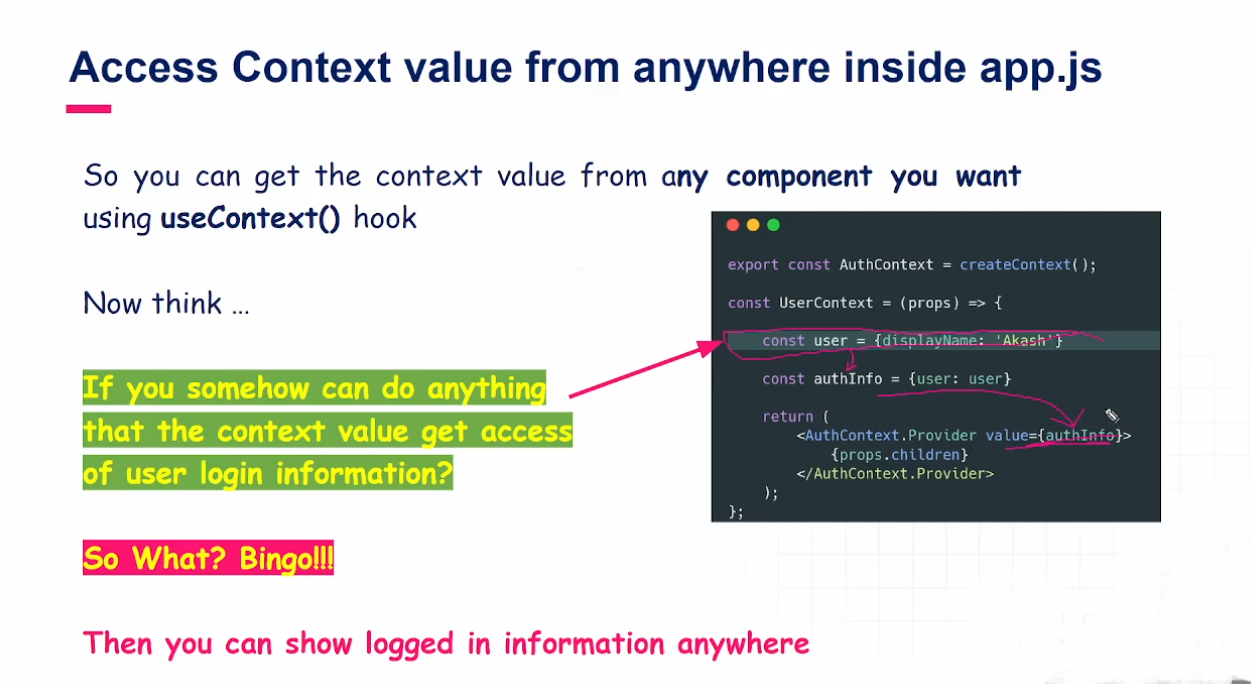 Access Context value from anywhere inside app.js
So you can get the context value from any component you want
using useContext() hook
Now think ...
If you somehow can do anything
that the context value get access
of user login information?
So What? Bingo!!!
Then you can show logged in information anywhere
export const AuthContext = createContext();
const UserContext = (props) => {
const user = {displayName: 'Akash'}
const authInfo = {user: user}
return (
<AuthContext.Provider value={authInfo}>
{props.children}
</AuthContext.Provider>
);
};